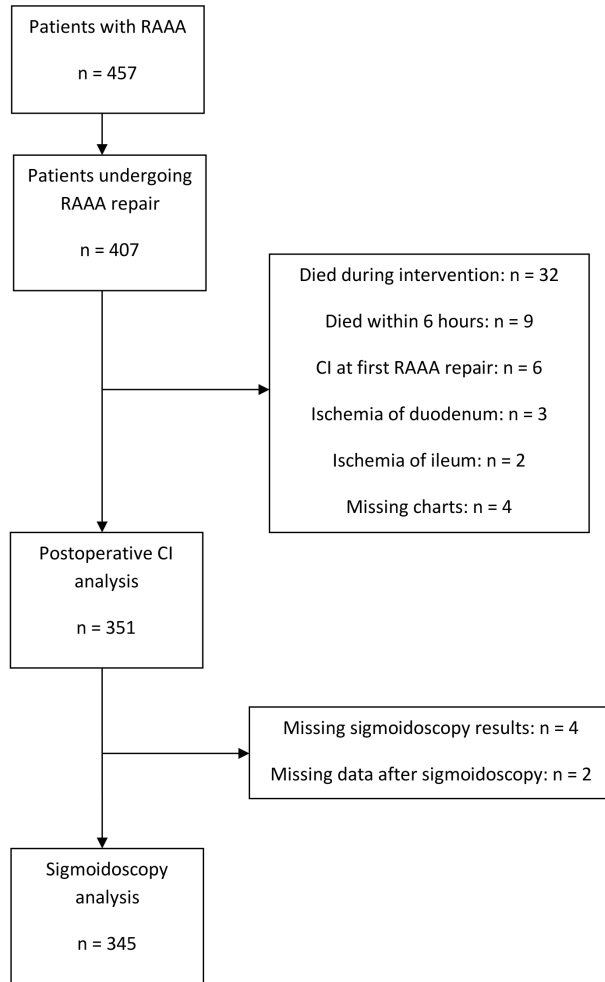 Patients with RAAA
n = 457
Patients undergoing
RAAA repair
n = 407
Died during intervention: n = 32
Died within 6 hours: n = 9
CI at first RAAA repair: n = 6
Ischemia of duodenum: n = 3
Ischemia of ileum: n = 2
Missing charts: n = 4
Postoperative CI
analysis
n = 351
Missing sigmoidoscopy results: n = 4
Missing data after sigmoidoscopy: n = 2
Sigmoidoscopy
analysis
n = 345